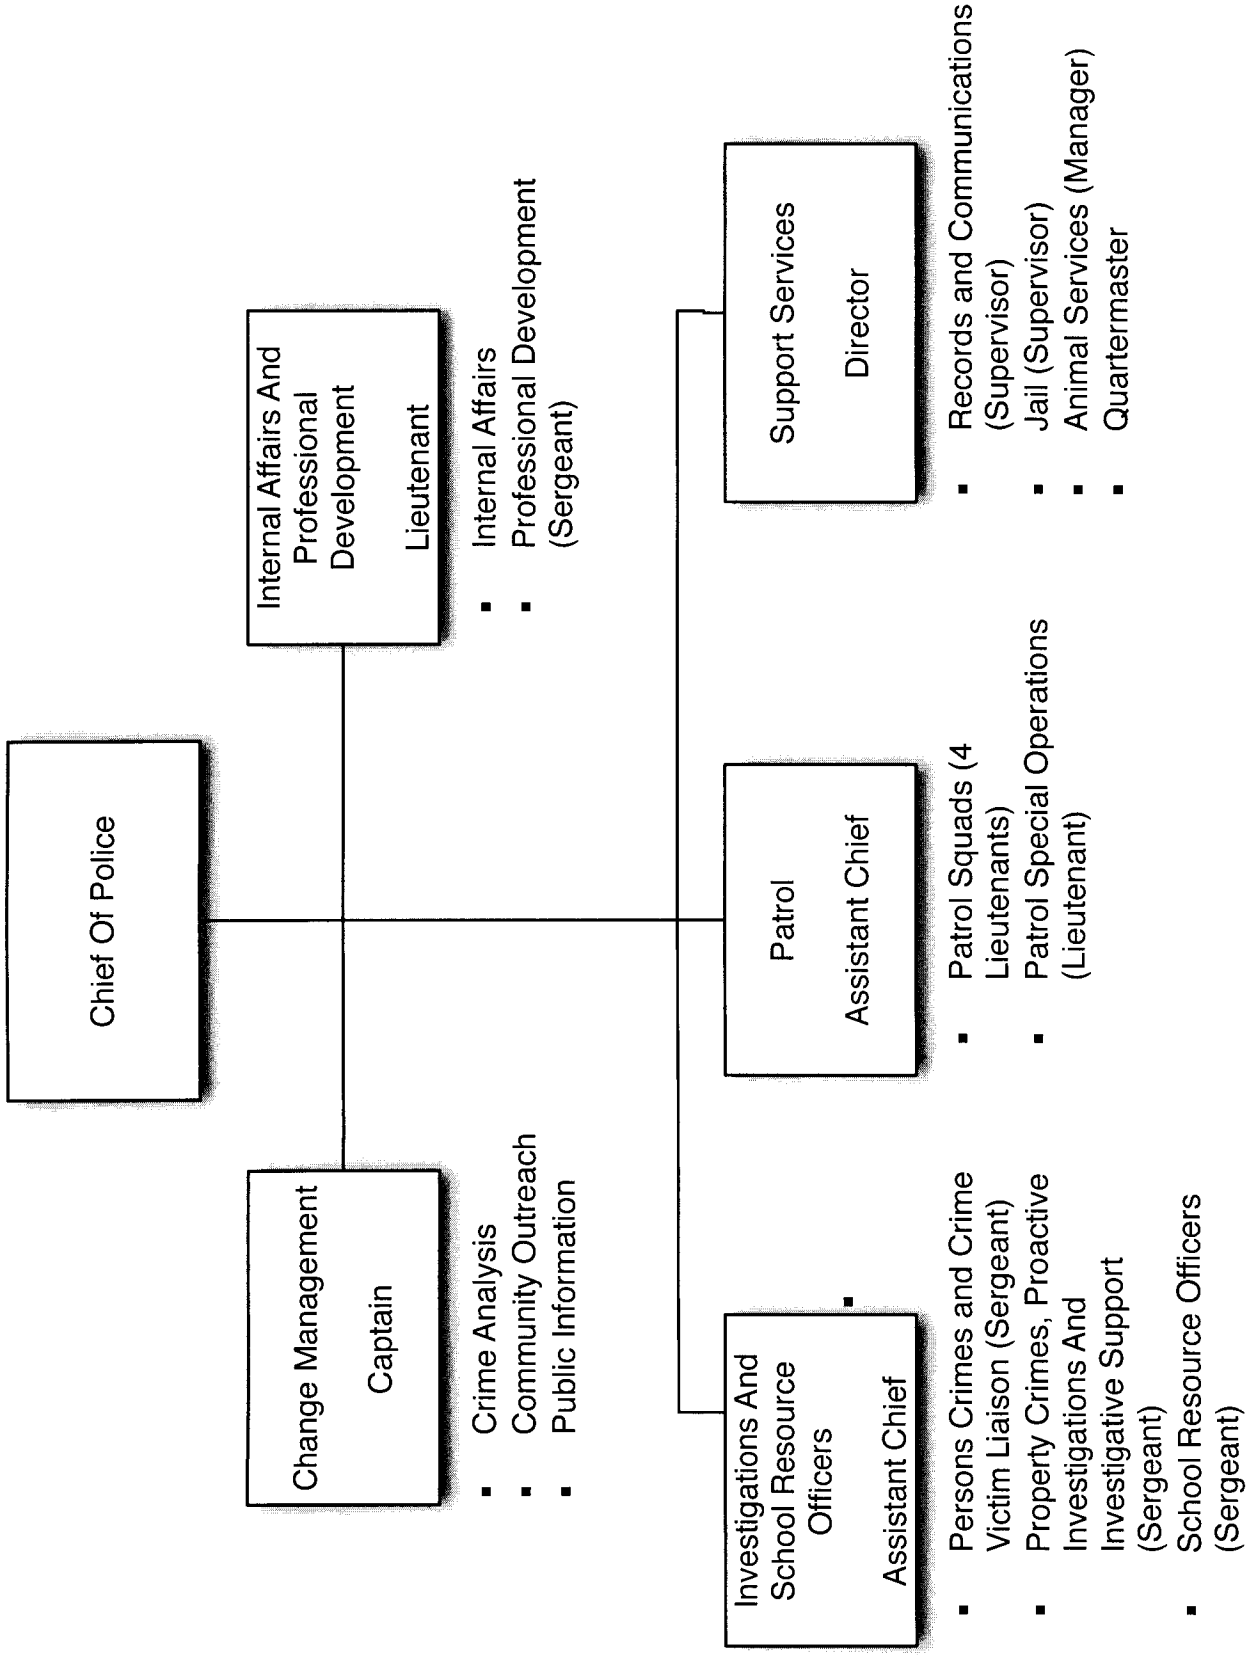 Chief Of Police
Change Management
Captain
▪ Crime Analysis
▪ Community Outreach
▪ Public Information
Internal Affairs And
Professional
Development
Lieutenant
▪ Internal Affairs
▪ Professional Development
(Sergeant)
Investigations And
School Resource
Officers
▪
Assistant Chief
▪ Persons Crimes and Crime
Victim Liaison (Sergeant)
▪ Property Crimes, Proactive
Investigations And
Investigative Support
(Sergeant)
▪ School Resource Officers
(Sergeant)
Patrol
Assistant Chief
▪ Patrol Squads (4
Lieutenants)
▪ Patrol Special Operations
(Lieutenant)
Support Services
Director
▪ Records and Communications
(Supervisor)
▪ Jail (Supervisor)
▪ Animal Services (Manager)
▪ Quartermaster